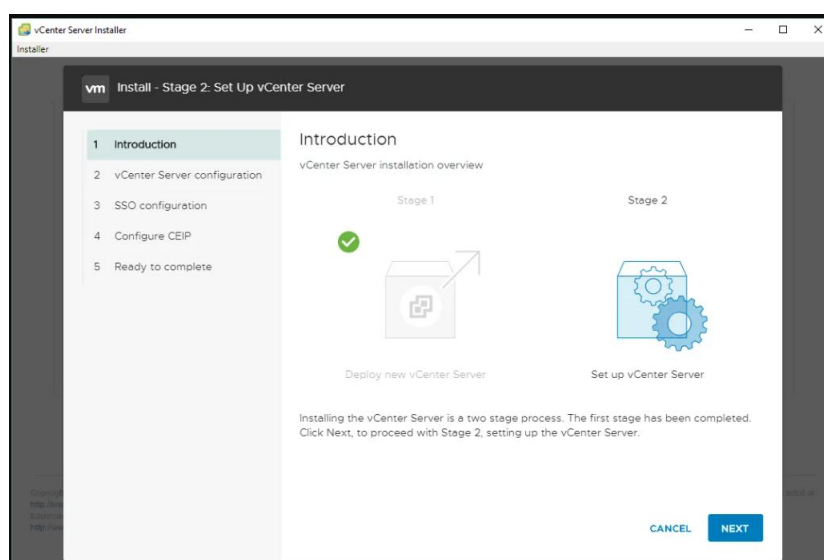 vCenter Server Installer
Installer
vm Install - Stage 2: Set Up vCenter Server
1 Introduction
2 vCenter Server configuration
3 SSO configuration
4 Configure CEIP
5 Ready to complete
Introduction
vCenter Server installation overview
Stage 1
Stage 2
Deploy new vCenter Server
Set up vCenter Server
Installing the vCenter Server is a two stage process. The first stage has been completed.
Click Next, to proceed with Stage 2, setting up the vCenter Server.
CANCEL
NEXT